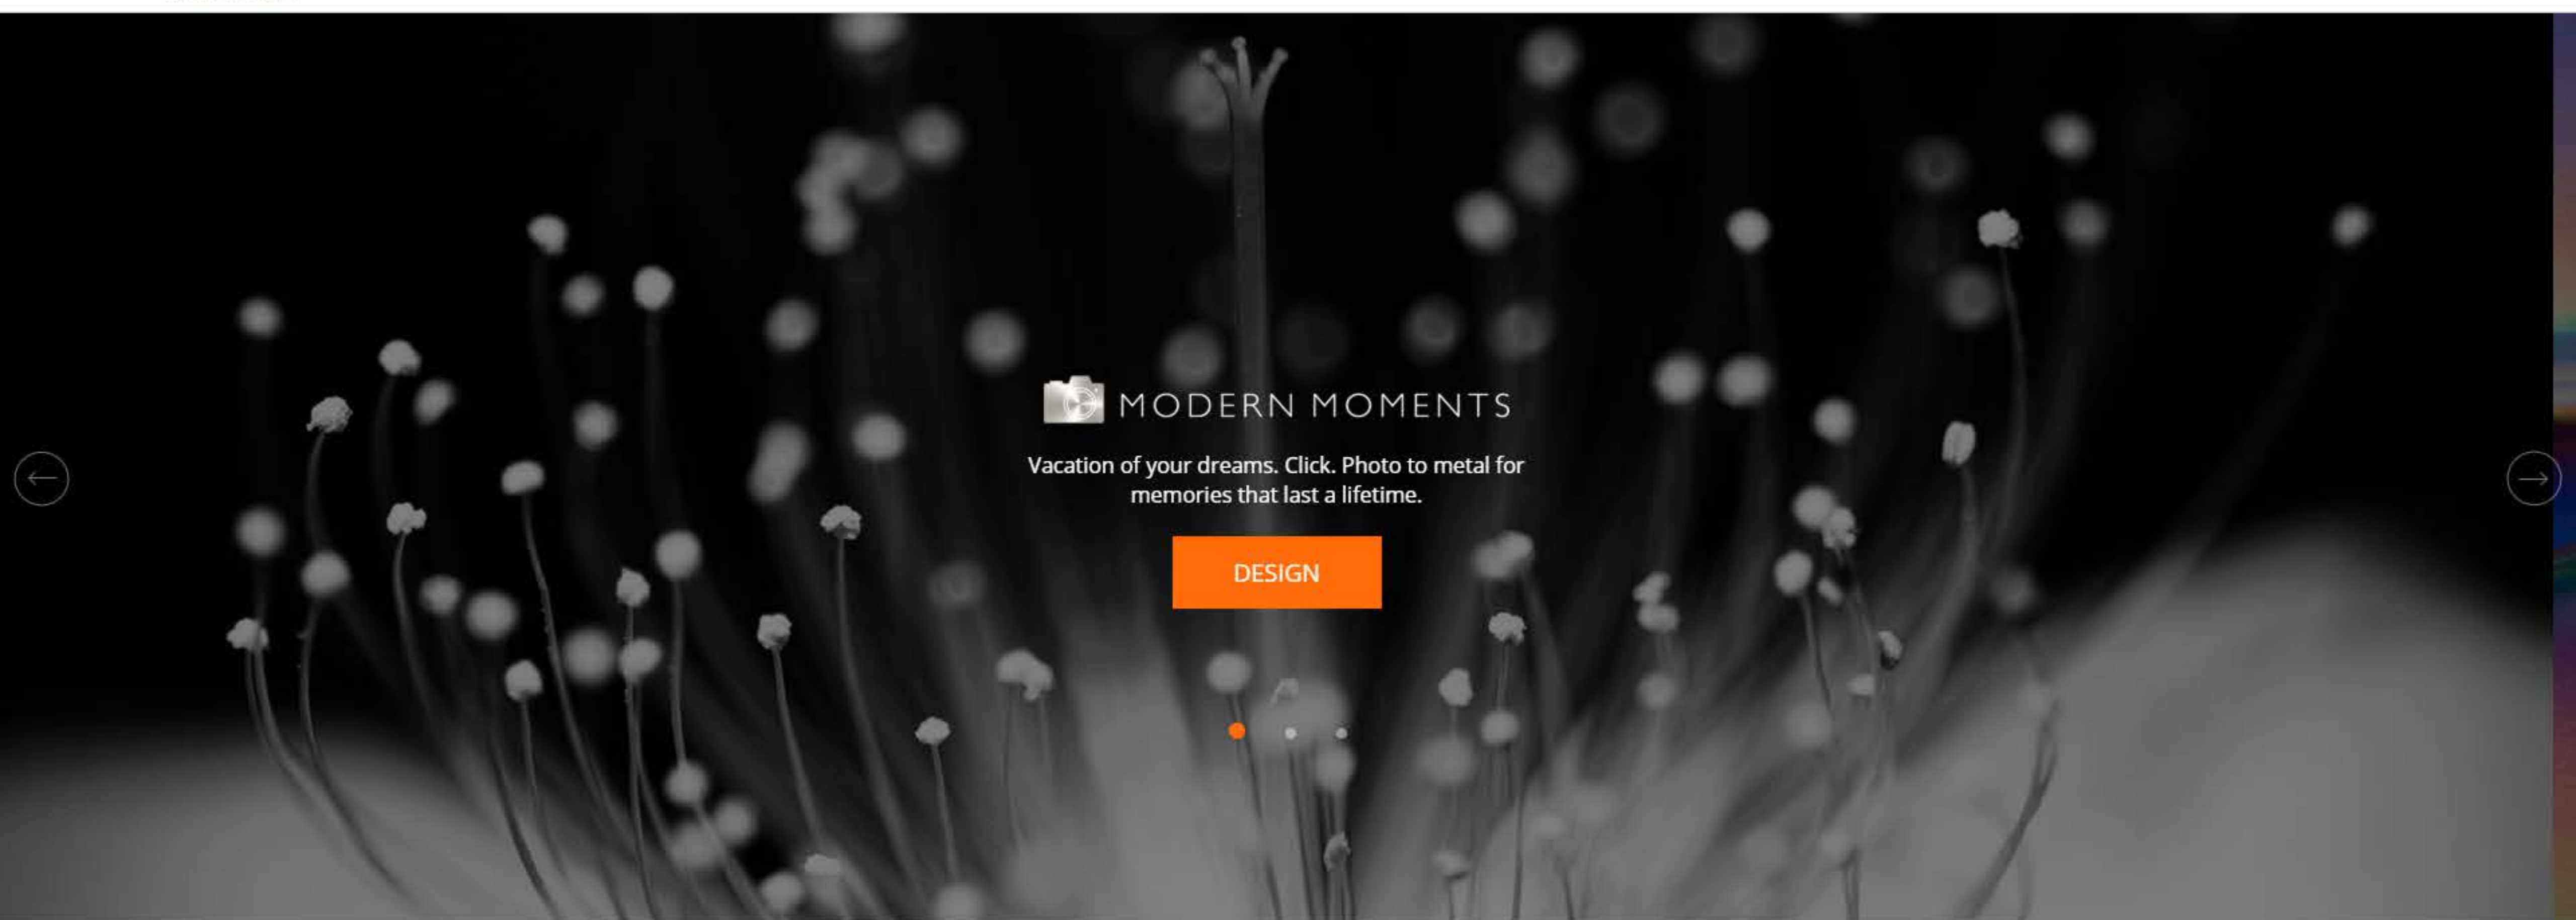 MODERN MOMENTS
Vacation of your dreams. Click. Photo to metal for
memories that last a lifetime.
DESIGN